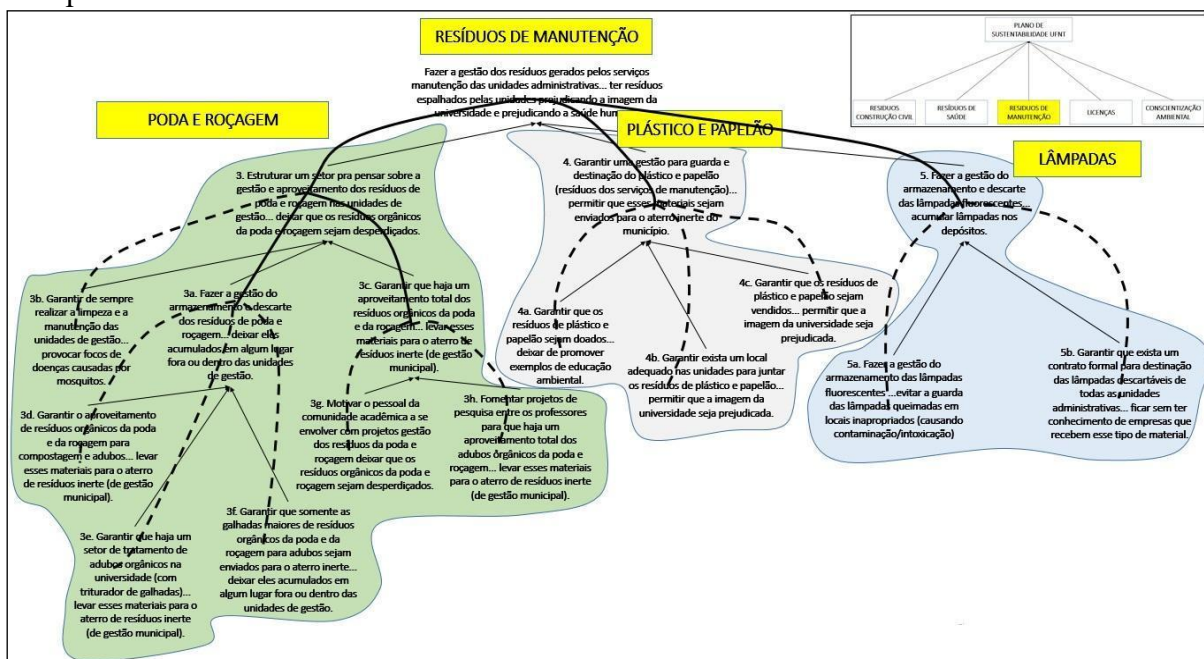 RESÍDUOS DE MANUTENÇÃO
Fazer a gestão dos resíduos gerados pelos serviços
manutenção das unidades administrativas... ter resíduos
espalhados pelas unidades prejudicando a imagem da
universidade e prejudicando a saúde hum
PLANO DE
SUSTENTABILIDADE UFNT
RESIDUOS
CONSTRUÇÃO CIVIL
RESÍDUOS DE
SAÚDE
RESIDUOS DE
MANUTENÇÃO
LICENÇAS
CONSCIENTIZAÇÃO
AMBIENTAL
PODA E ROÇAGEM
PLÁSTICO E PAPELÃO
LÂMPADAS
3. Estruturar um setor pra pensar sobre a
gestão e aproveitamento dos resíduos de
poda e roçagem nas unidades de
gestão... deixar que os resíduos orgânicos
da poda e roçagem sejam desperdiçados.
4. Garantir uma gestão para guarda e
destinação do plástico e papelão
(resíduos dos serviços de manutenção)...
permitir que esses materiais sejam
enviados para o aterro inerte do
município.
5. Fazer a gestão do
armazenamento e descarte
das lâmpadas fluorescentes...
acumular lâmpadas nos
depósitos.
3b. Garantir de sempre
realizar a limpeza e a
manutenção das
unidades de gestão...
provocar focos de
doenças causadas por
mosquitos.
3a. Fazer a gestão do
armazenamento e descarte
dos resíduos de poda e
roçagem... deixar eles
acumulados em algum lugar
fora ou dentro das unidades
de gestão.
3c. Garantir que haja um
aproveitamento total dos
resíduos orgânicos da poda
e da roçagem... levar esses
materiais para o aterro de
resíduos inerte (de gestão
municipal).
4a. Garantir que os
resíduos de plástico e
papelão sejam doados...
deixar de promover
exemplos de educação
ambiental.
4b. Garantir exista um local
adequado nas unidades para juntar
os resíduos de plástico e papelão...
permitir que a imagem da
universidade seja prejudicada.
4c. Garantir que os resíduos de
plástico e papelão sejam
vendidos... permitir que a
imagem da universidade seja
prejudicada.
5a. Fazer a gestão do
armazenamento das lâmpadas
fluorescentes ...evitar a guarda
das lâmpadas queimadas em
locais inapropriados (causando
contaminação/intoxicação)
5b. Garantir que exista um
contrato formal para destinação
das lâmpadas descartáveis de
todas as unidades
administrativas... ficar sem ter
conhecimento de empresas que
recebem esse tipo de material.
3d. Garantir o aproveitamento
de resíduos orgânicos da poda
e da roçagem para
compostagem e adubos... levar
esses materiais para o aterro
de resíduos inerte (de gestão
municipal).
3g. Motivar o pessoal da
comunidade acadêmica a se
envolver com projetos gestão
dos resíduos da poda e
roçagem deixar que os
resíduos orgânicos da poda e
roçagem sejam desperdiçados.
3h. Fomentar projetos de
pesquisa entre os professores
para que haja um
aproveitamento total dos
adubos orgânicos da poda e
roçagem... levar esses materiais
para o aterro de resíduos inerte
(de gestão municipal).
3e. Garantir que haja um
setor de tratamento de
adubos orgânicos na
universidade (com
triturador de galhadas)...
levar esses materiais para o
aterro de resíduos inerte
(de gestão municipal).
3f. Garantir que somente as
galhadas maiores de resíduos
orgânicos da poda e da
roçagem para adubos sejam
enviados para o aterro inerte...
deixar eles acumulados em
algum lugar fora ou dentro das
unidades de gestão.